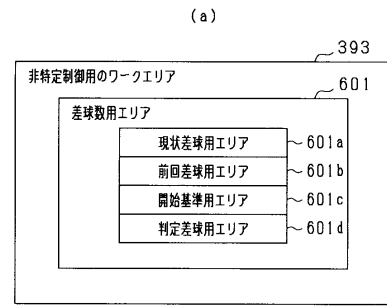 (a)
393
非特定制御用のワークエリア
601
差球数用エリア
現状差球用エリア 601a
前回差球用エリア 601b
開始基準用エリア 601c
判定差球用エリア 601d